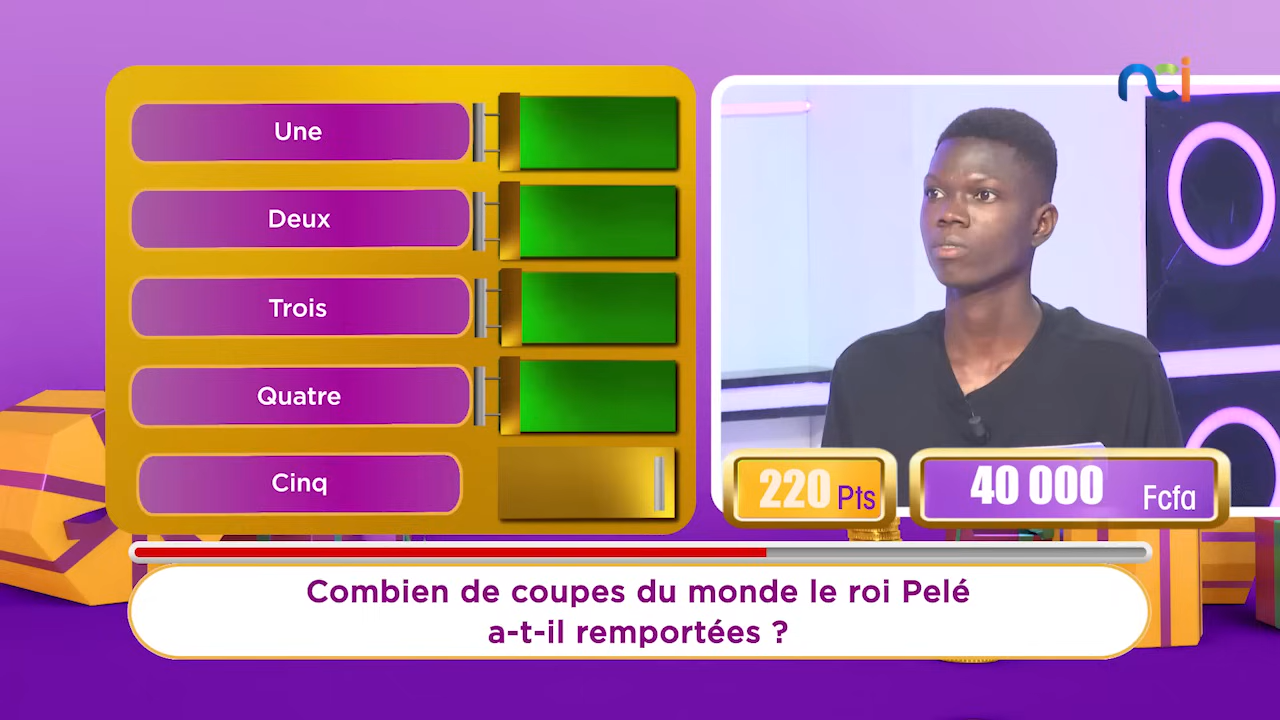 nci
Une
Deux
Trois
Quatre
Cinq
220 Pts
40 000 Fcfa
Combien de coupes du monde le roi Pelé
a-t-il remportées ?